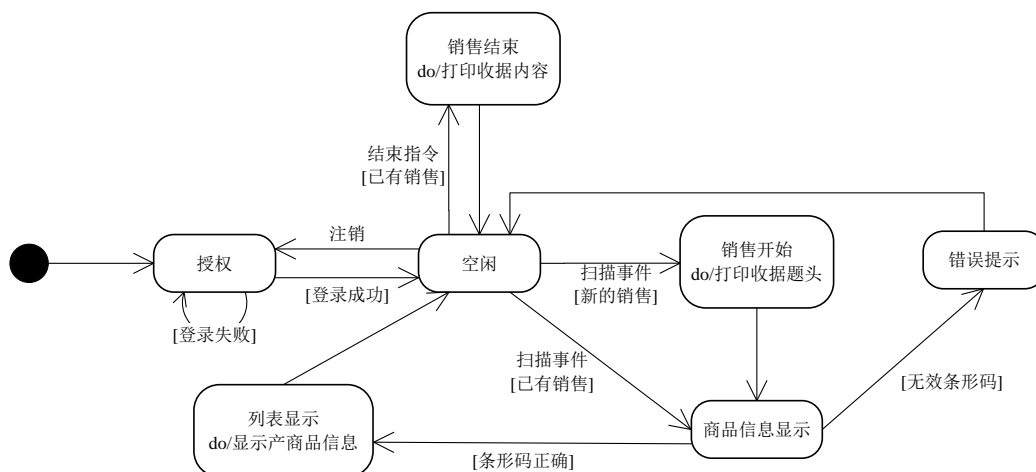 销售结束
do/打印收据内容
结束指令
[已有销售]
注销
授权
空闲
销售开始
do/打印收据题头
错误提示
扫描事件
[新的销售]
[登录成功]
[登录失败]
扫描事件
[已有销售]
[无效条形码]
列表显示
do/显示产商品信息
商品信息显示
[条形码正确]